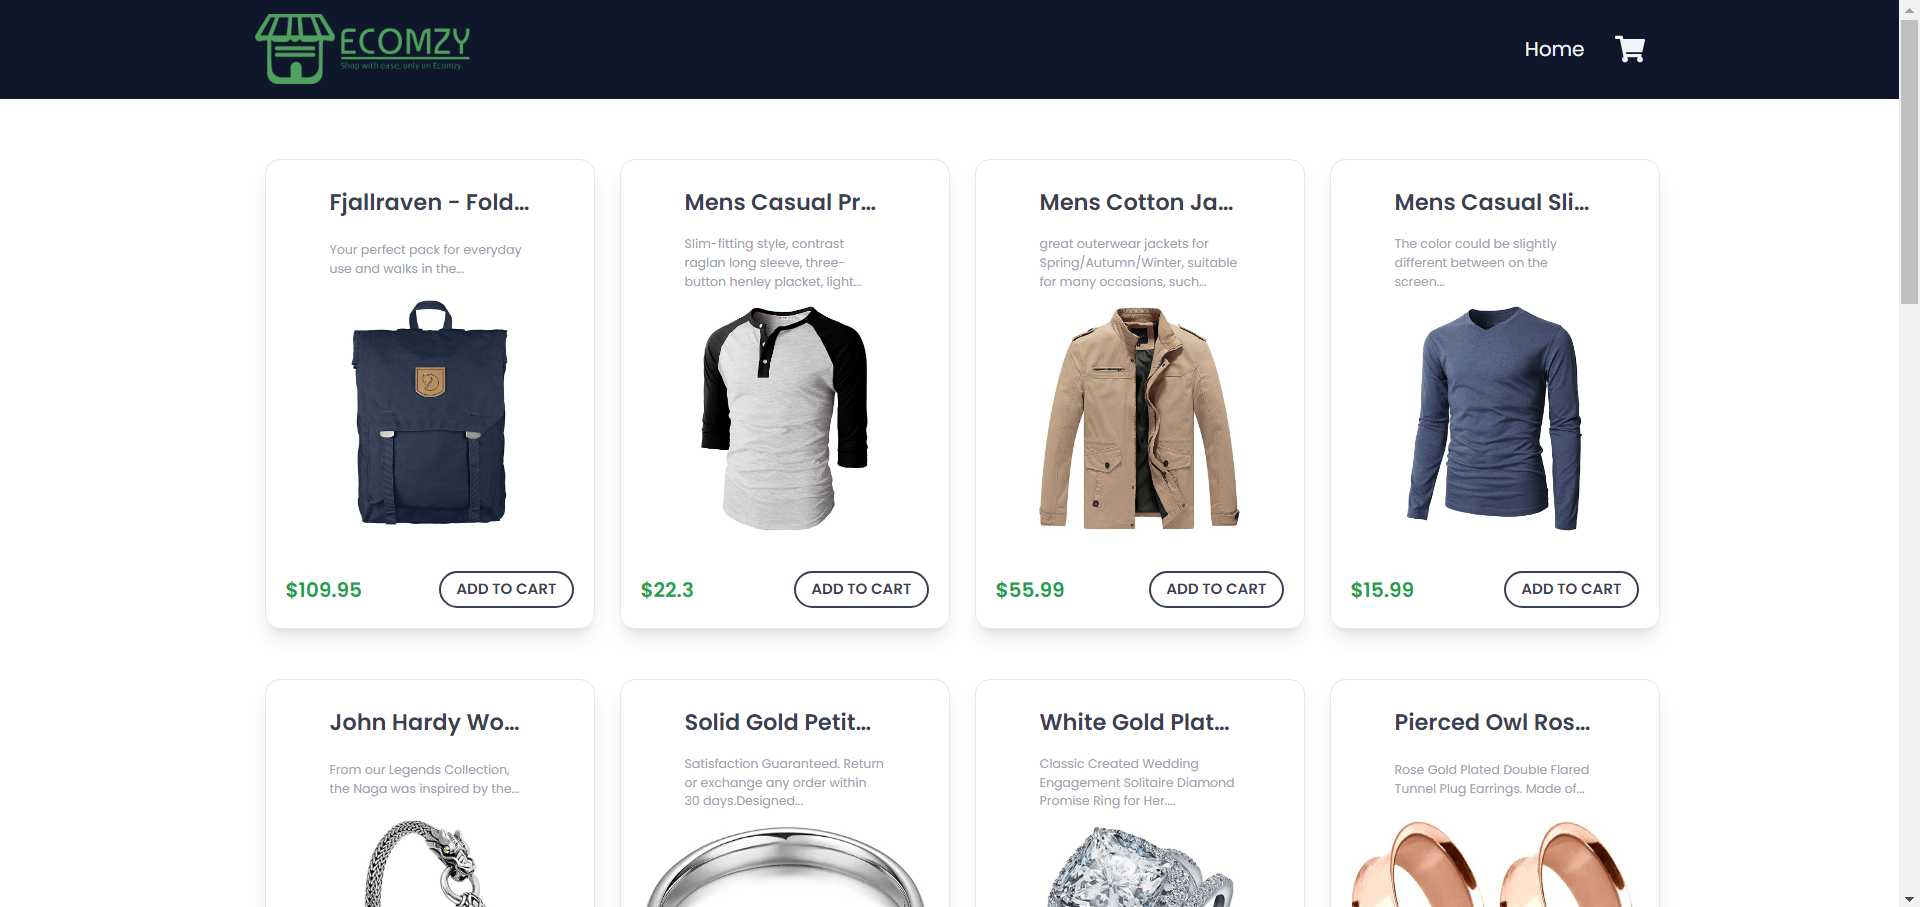 ECOMZY
Shop with ease, only on Ecomzy.
Home
Fjallraven - Fold...
Your perfect pack for everyday
use and walks in the...
$109.95
ADD TO CART
Mens Casual Pr...
Slim-fitting style, contrast
raglan long sleeve, three-
button henley placket, light...
$22.3
ADD TO CART
Mens Cotton Ja...
great outerwear jackets for
Spring/Autumn/Winter, suitable
for many occasions, such...
$55.99
ADD TO CART
Mens Casual Sli...
The color could be slightly
different between on the
screen...
$15.99
ADD TO CART
John Hardy Wo...
From our Legends Collection,
the Naga was inspired by the...
Solid Gold Petit...
Satisfaction Guaranteed. Return
or exchange any order within
30 days.Designed...
White Gold Plat...
Classic Created Wedding
Engagement Solitaire Diamond
Promise Ring for Her....
Pierced Owl Ros...
Rose Gold Plated Double Flared
Tunnel Plug Earrings. Made of...